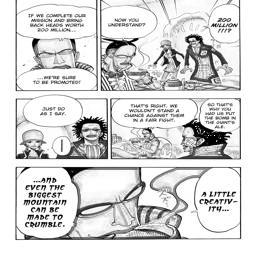 IF WE COMPLETE OUR
MISSION AND BRING
BACK HEADS WORTH
200 MILLION...
...WE'RE SURE
TO BE PROMOTED!
NOW YOU
UNDERSTAND?
200
MILLION
!!!?
JUST DO
AS I SAY.
THAT'S RIGHT. WE
WOULDN'T STAND A
CHANCE AGAINST THEM
IN A FAIR FIGHT.
SO THAT'S
WHY YOU
HAD US PUT
THE BOMB IN
THE GIANT'S
ALE.
...AND
EVEN THE
BIGGEST
MOUNTAIN
CAN BE
MADE TO
CRUMBLE.
A LITTLE
CREATIV-
ITY...